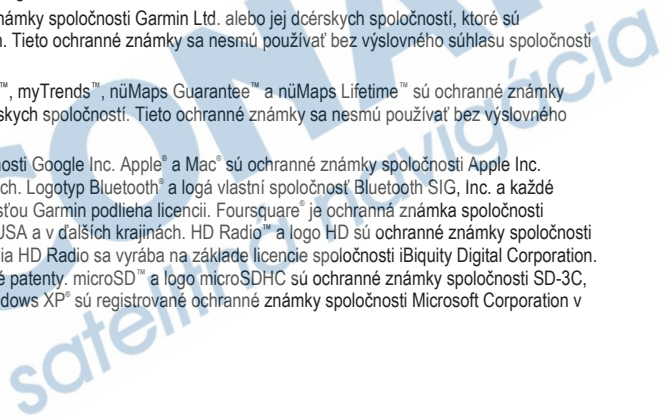 námky spoločnosti Garmin Ltd. alebo jej dcérskych spoločností, ktoré sú
Tieto ochranné známky sa nesmú používať bez výslovného súhlasu spoločnosti
™, myTrends™, nüMaps Guarantee™ a nüMaps Lifetime™ sú ochranné známky
skych spoločností. Tieto ochranné známky sa nesmú používať bez výslovného
nosti Google Inc. Apple® a Mac® sú ochranné známky spoločnosti Apple Inc.
ch. Logotyp Bluetooth® a logá vlastní spoločnosť Bluetooth SIG, Inc. a každé
sťou Garmin podlieha licencii. Foursquare® je ochranná známka spoločnosti
USA a v ďalších krajinách. HD Radio™ a logo HD sú ochranné známky spoločnosti
ia HD Radio sa vyrába na základe licencie spoločnosti iBiquity Digital Corporation.
é patenty. microSD™ a logo microSDHC sú ochranné známky spoločnosti SD-3C,
dows XP® sú registrované ochranné známky spoločnosti Microsoft Corporation v
CONA
satelitná navigácia